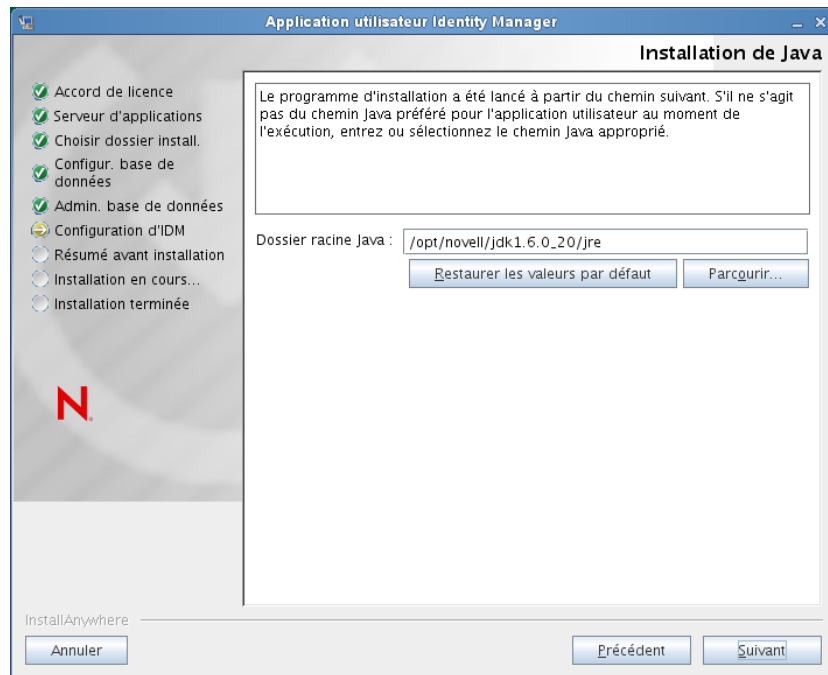 Application utilisateur Identity Manager
Installation de Java
Accord de licence
Serveur d'applications
Choisir dossier install.
Configur. base de
données
Admin. base de données
Configuration d'IDM
Résumé avant installation
Installation en cours...
Installation terminée
N
Le programme d'installation a été lancé à partir du chemin suivant. S'il ne s'agit
pas du chemin Java préféré pour l'application utilisateur au moment de
l'exécution, entrez ou sélectionnez le chemin Java approprié.
Dossier racine Java : /opt/novell/jdk1.6.0_20/jre
Restaurer les valeurs par défaut Parcourir...
InstallAnywhere
Annuler Précédent Suivant